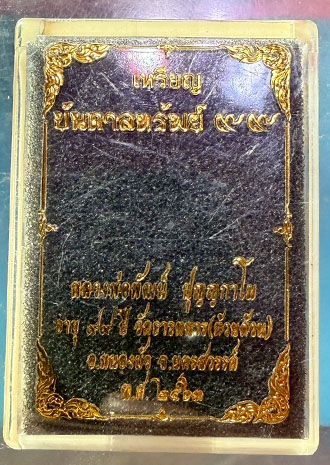 เหรียญ
บันดาลทรัพย์ ๙๙
หลวงพ่อพัฒน์ ปุญญกาโม
อายุ ๙๙ ปี วัดธารทหาร(ห้วยด้วน)
อ.หนองบัว จ.นครสวรรค์
พ.ศ ๒๕๖๓